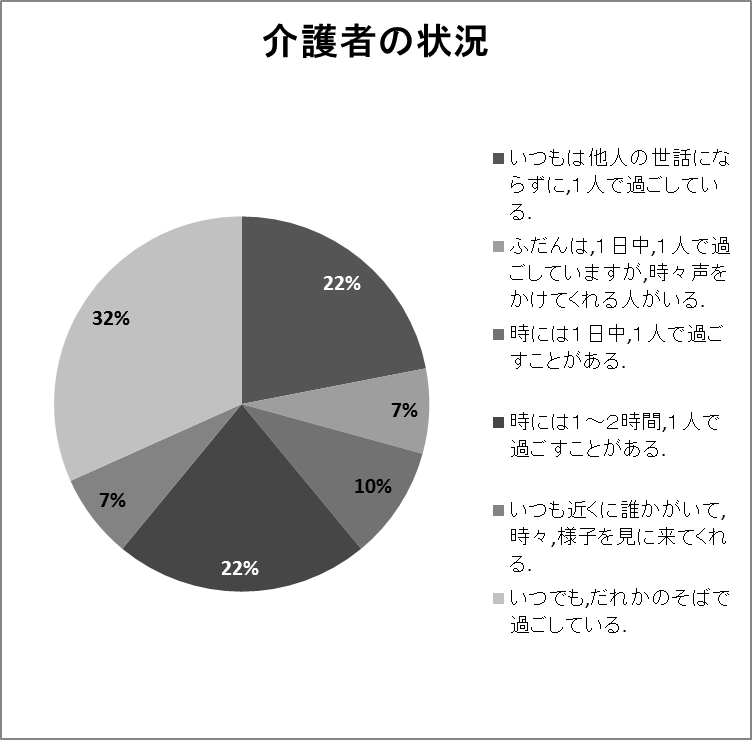 介護者の状況
22%
7%
10%
22%
7%
32%
いつもは他人の世話にな
らずに,1人で過ごしてい
る.
ふだんは,1日中,1人で過
ごしていますが,時々声を
かけてくれる人がいる.
時には1日中,1人で過ご
すことがある.
時には1～2時間,1人で
過ごすことがある.
いつも近くに誰かがいて,
時々,様子を見に来てくれ
る.
いつでも,だれかのそばで
過ごしている.